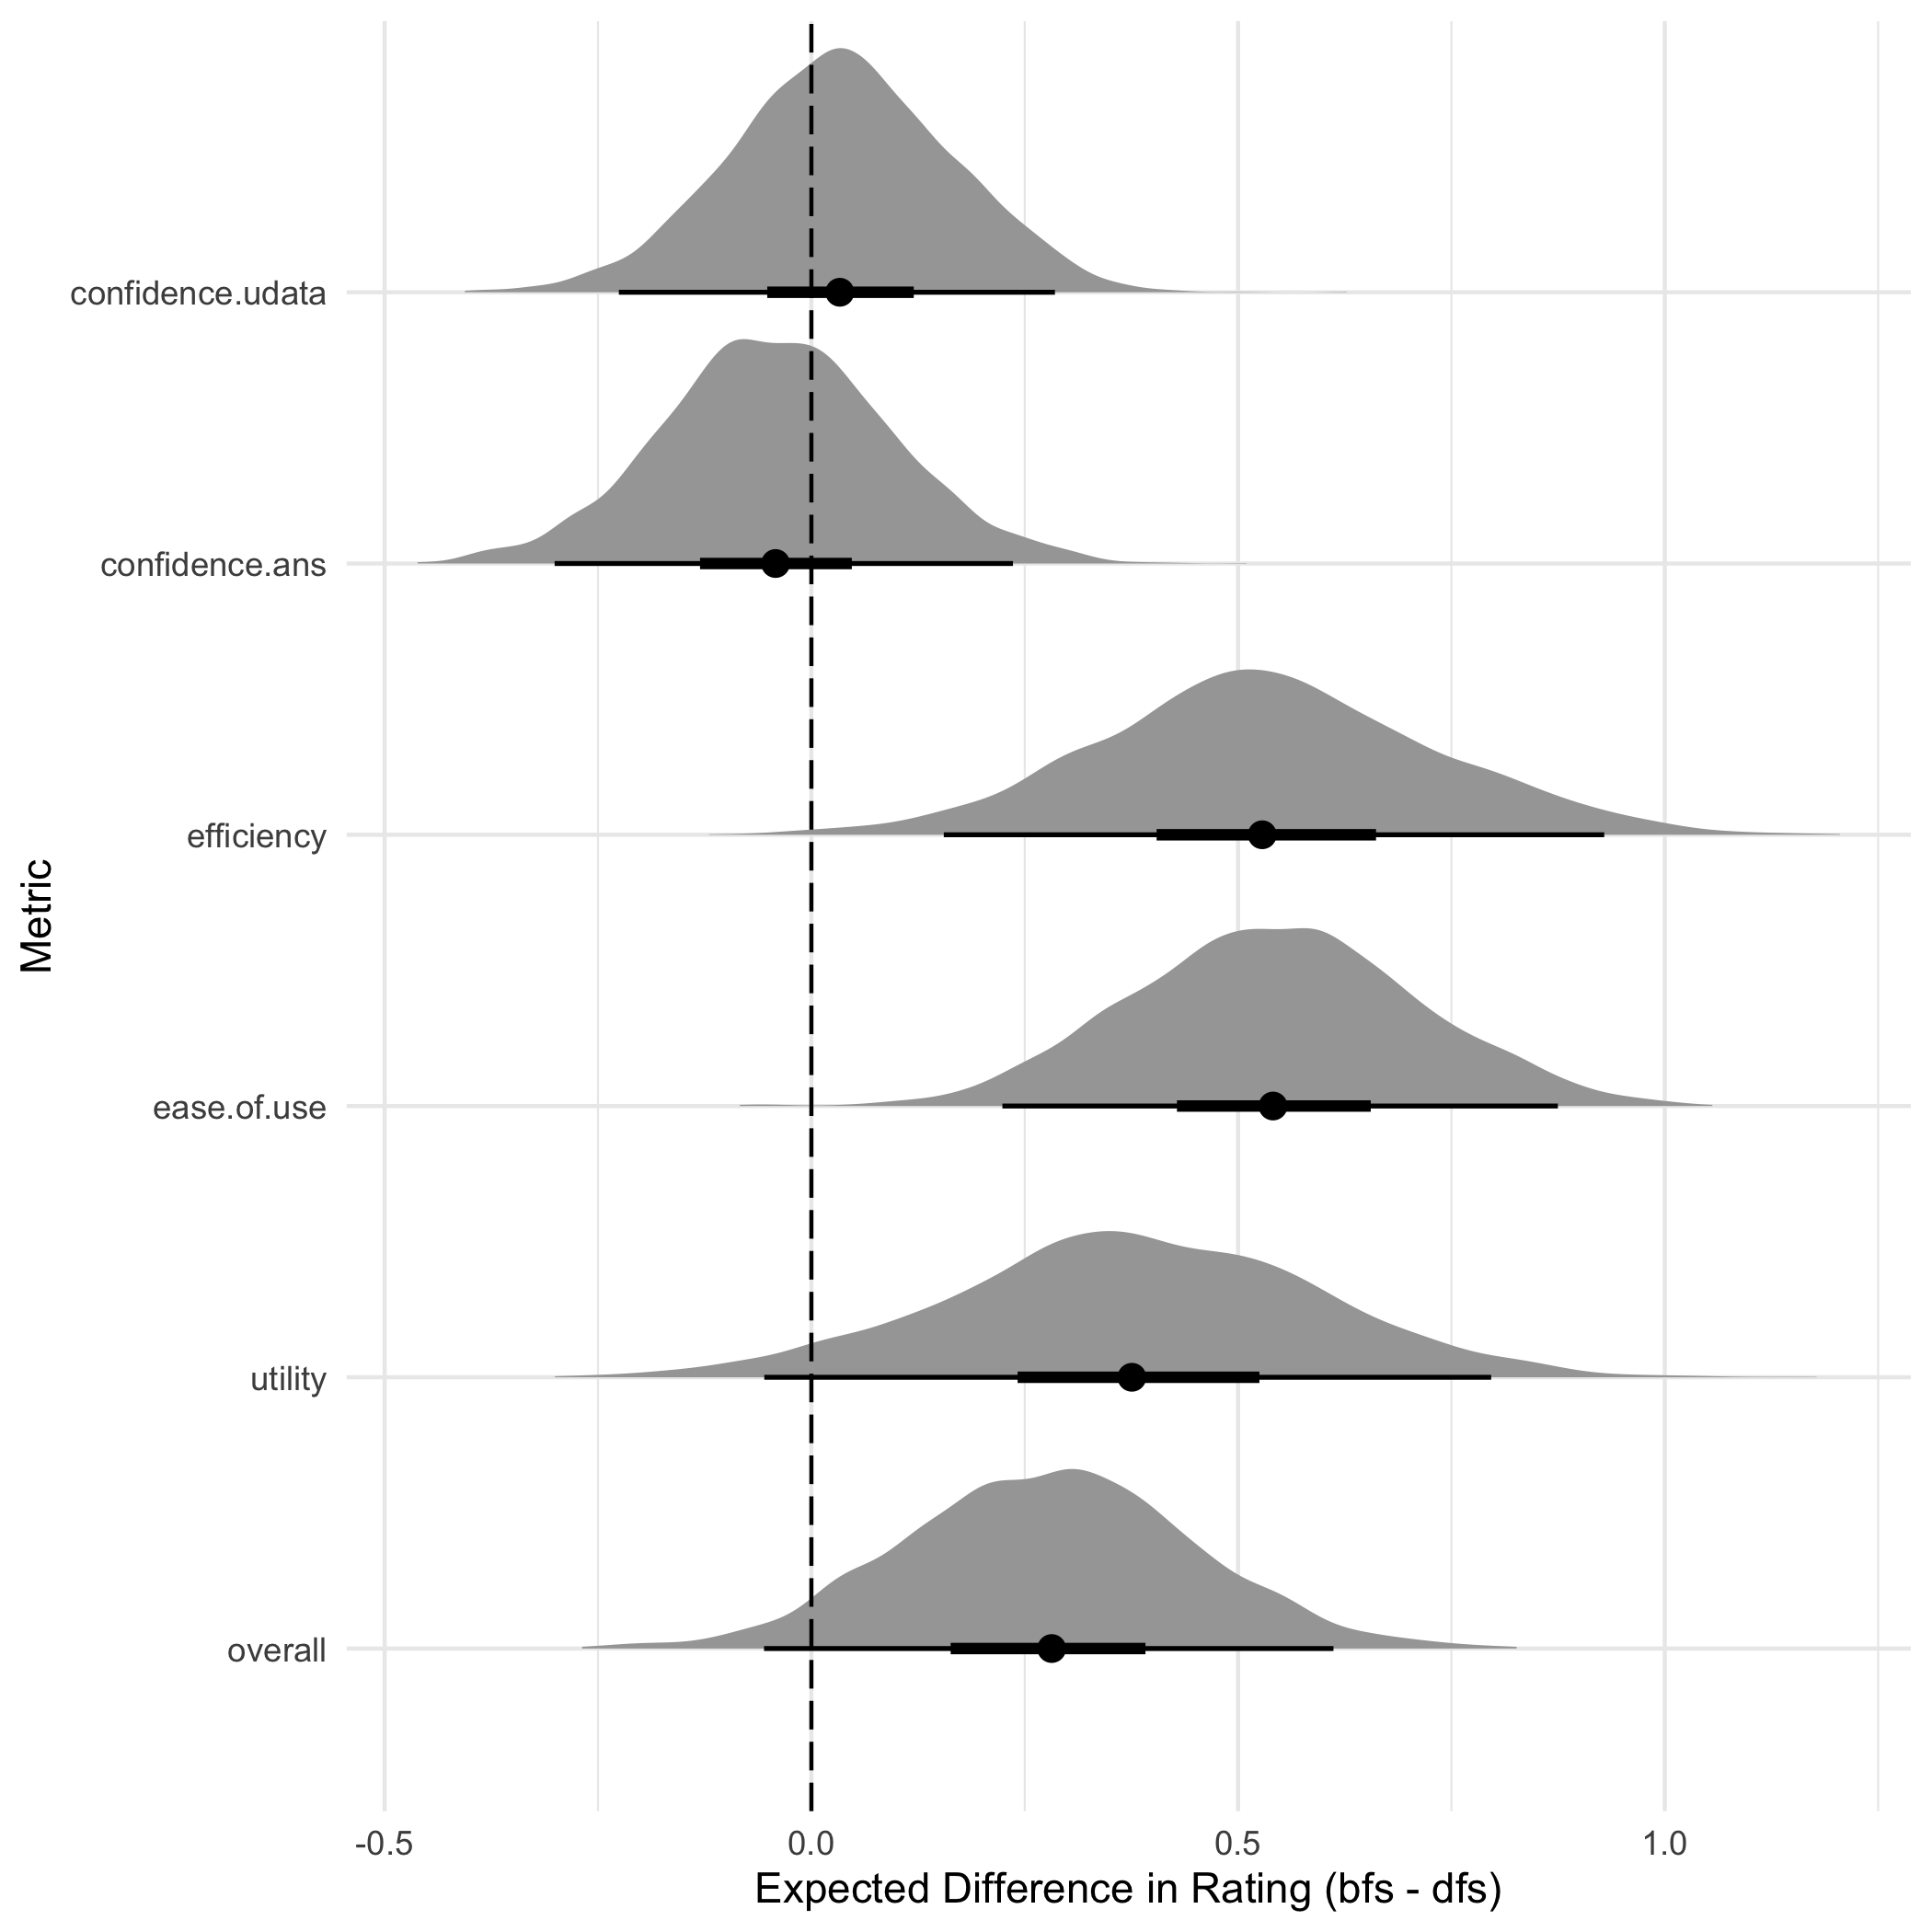 confidence.udata
confidence.ans
efficiency
ease.of.use
utility
overall
Metric
-0.5
0.0
0.5
1.0
Expected Difference in Rating (bfs - dfs)